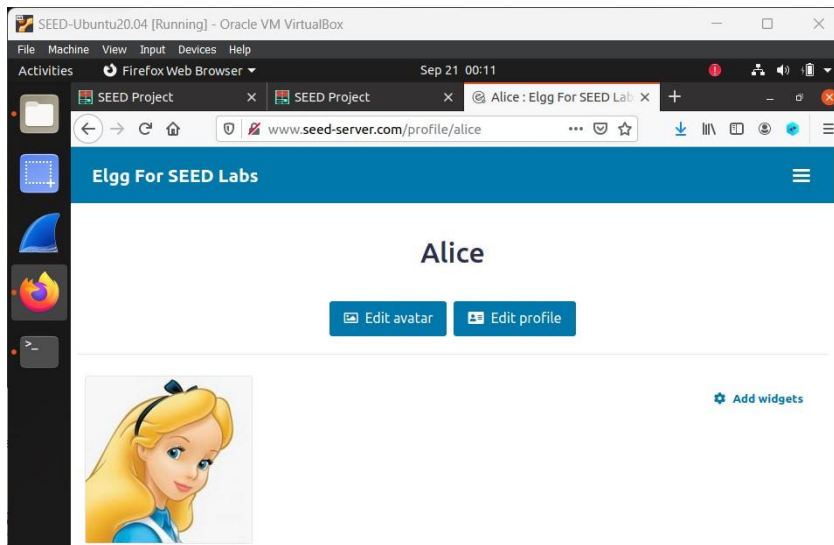 SEED-Ubuntu20.04 [Running] - Oracle VM VirtualBox
File Machine View Input Devices Help
Activities Firefox Web Browser Sep 21 00:11
SEED Project SEED Project Alice : Elgg For SEED Lab
www.seed-server.com/profile/alice
Elgg For SEED Labs
Alice
Edit avatar Edit profile
Add widgets